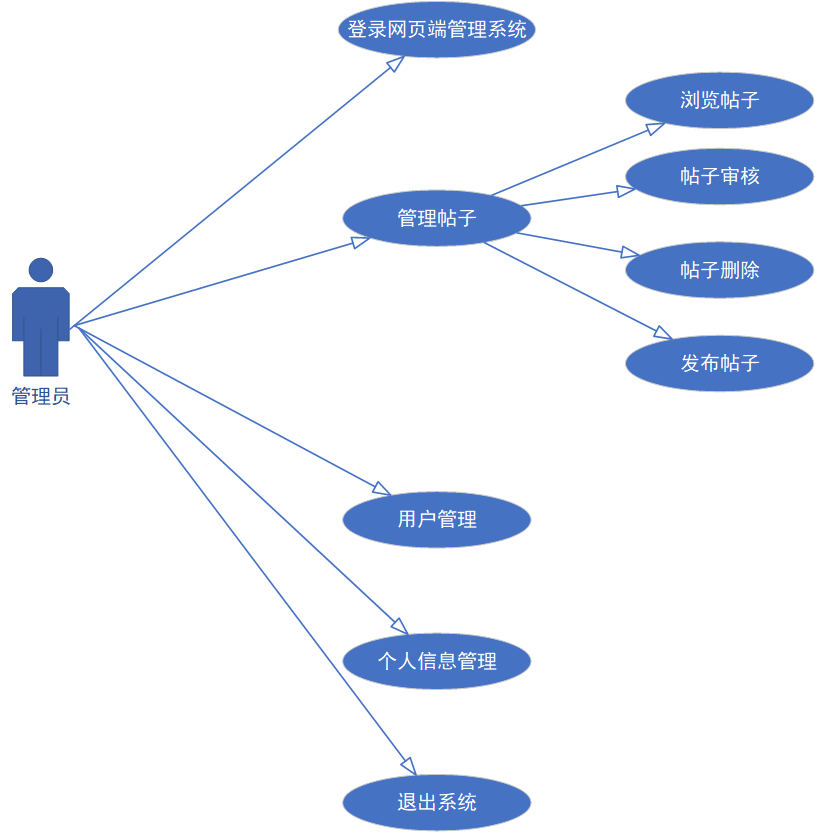 登录网页端管理系统
浏览帖子
帖子审核
管理帖子
帖子删除
发布帖子
管理员
用户管理
个人信息管理
退出系统